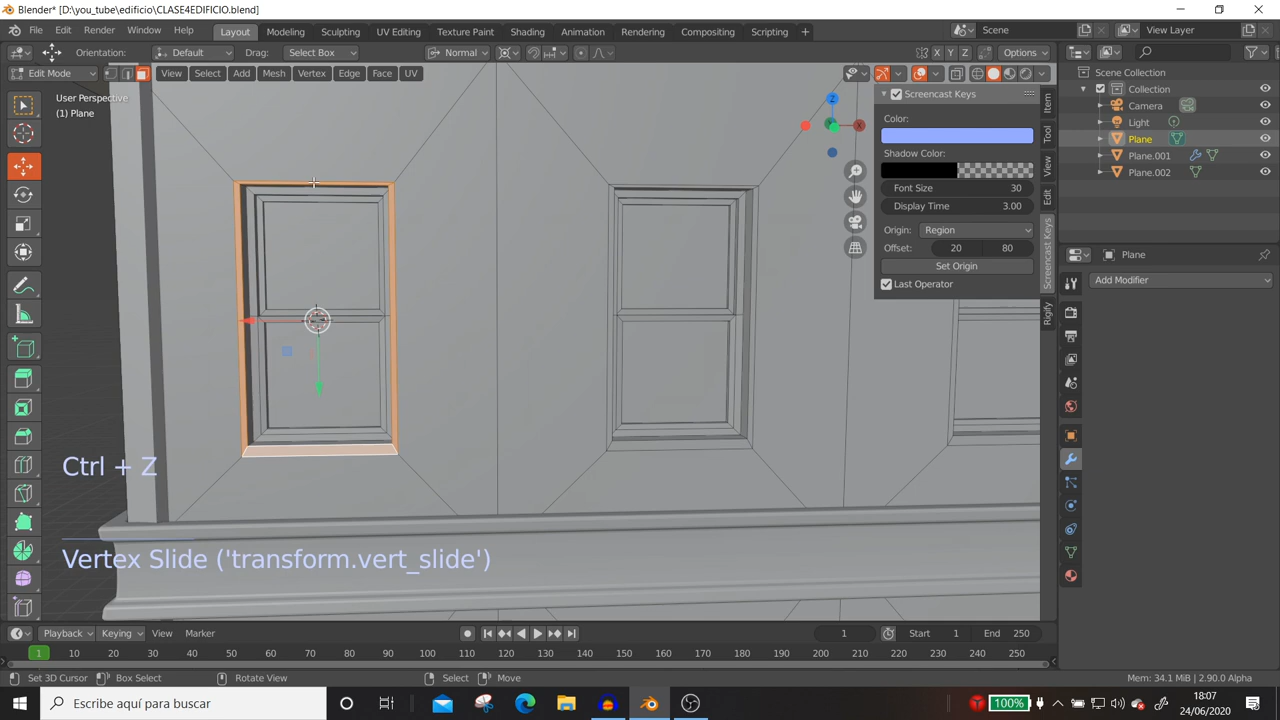 Blender* [D:\you_tube\edificio\CLASE4EDIFICIO.blend]
File Edit Render Window Help Layout Modeling Sculpting UV Editing Texture Paint Shading Animation Rendering Compositing Scripting + Scene View Layer
Orientation: Default Drag: Select Box Normal X Y Z Options
Edit Mode View Select Add Mesh Vertex Edge Face UV
User Perspective
(1) Plane
Screencast Keys
Color:
Shadow Color:
Font Size 30
Display Time 3.00
Origin: Region
Offset: 20 80
Set Origin
Last Operator
Item
Tool
View
Edit
Screencast Keys
Rigify
Z
X
Scene Collection
Collection
Camera
Light
Plane
Plane.001
Plane.002
Plane
Add Modifier
Ctrl + Z
Vertex Slide ('transform.vert_slide')
Playback Keying View Marker 1 Start 1 End 250
1 10 20 30 40 50 60 70 80 90 100 110 120 130 140 150 160 170 180 190 200 210 220 230 240 250
Set 3D Cursor Box Select Rotate View Select Move Mem: 34.1 MiB | 2.90.0 Alpha
Escribe aquí para buscar
100%
18:07
24/06/2020